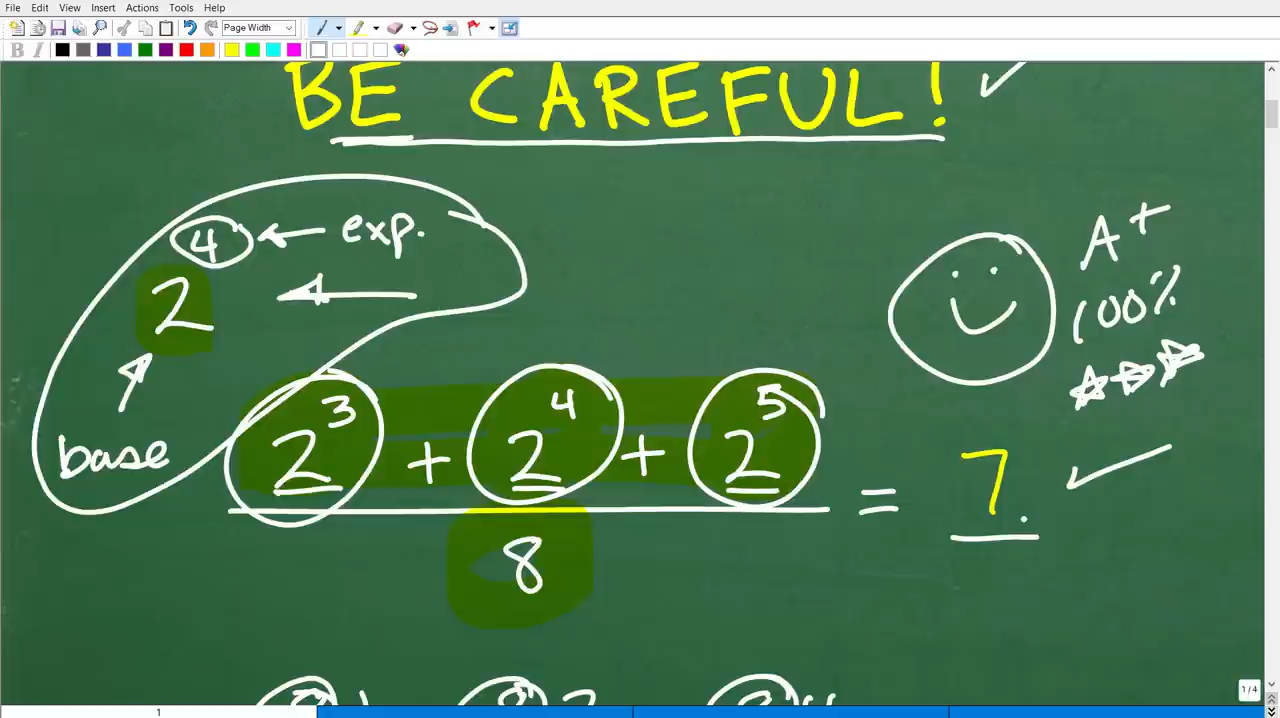 File Edit View Insert Actions Tools Help
Page Width
B I
BE CAREFUL!
4 ← exp.
2
base
2³ + 2⁴ + 2⁵
8
= 7.
A+
100%
1/4
1